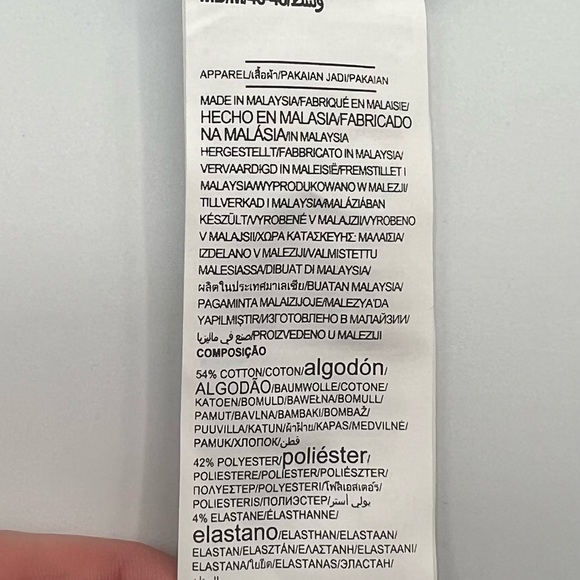 APPAREL/เสื้อผ้า/PAKAIAN JADI/PAKAIAN
MADE IN MALAYSIA/FABRIQUÉ EN MALAISIE/
HECHO EN MALASIA/FABRICADO
NA MALÁSIA/IN MALAYSIA
HERGESTELLT/FABBRICATO IN MALAYSIA/
VERVAARDIGD IN MALEISIË/FREMSTILLET I
MALAYSIA/WYPRODUKOWANO W MALEZJI/
TILLVERKAD I MALAYSIA/MALÁZIÁBAN
KÉSZÜLT/VYROBENÉ V MALAJZII/VYROBENO
V MALAJSII/ΧΩΡΑ ΚΑΤΑΣΚΕΥΗΣ: ΜΑΛΑΙΣΙΑ/
IZDELANO V MALEZIJI/VALMISTETTU
MALESIASSA/DIBUAT DI MALAYSIA/
ผลิตในประเทศมาเลเซีย/BUATAN MALAYSIA/
PAGAMINTA MALAIZIJOJE/MALEZYA'DA
YAPILMIŞTIR/ИЗГОТОВЛЕНО В МАЛАЙЗИИ/
صنع في ماليزيا/PROIZVEDENO U MALEZIJI
COMPOSIÇÃO
54% COTTON/COTON/algodón/
ALGODÃO/BAUMWOLLE/COTONE/
KATOEN/BOMULD/BAWEŁNA/BOMULL/
PAMUT/BAVLNA/BAMBAKI/BOMBAŽ/
PUUVILLA/KATUN/ผ้าฝ้าย/KAPAS/MEDVILNĖ/
PAMUK/ХЛОПОК/قطن/
42% POLYESTER/poliéster/
POLIESTERE/POLIÉSTER/POLIÉSZTER/
ΠΟΛΥΕΣΤΕΡ/POLYESTERI/โพลีเอสเตอร์/
POLIESTERIS/ПОЛИЭСТЕР/بولي أستر/
4% ELASTANE/ÉLASTHANNE/
elastano/ELASTHAN/ELASTAAN/
ELASTAN/ELASZTÁN/ΕΛΑΣΤΑΝΗ/ELASTAANI/
ELASTANA/ใยยืด/ELASTANAS/ЭЛАСТАН/